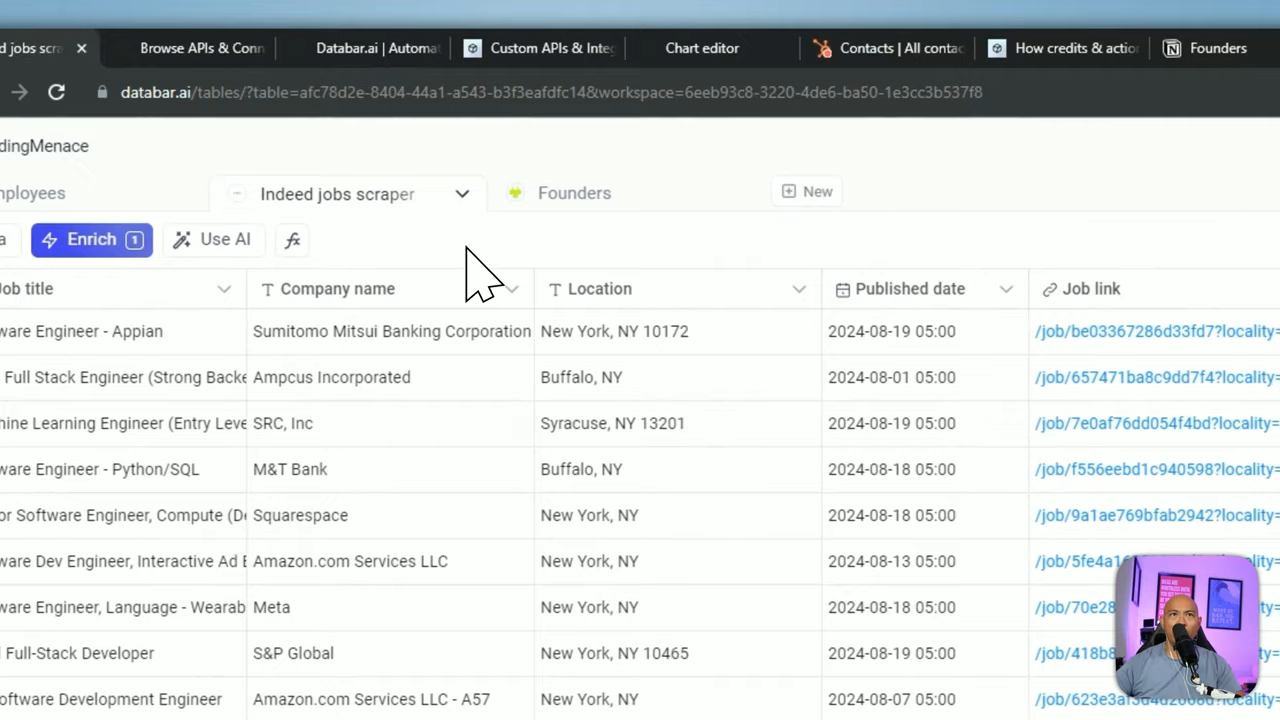 d jobs scra
Browse APIs & Conn
Databar.ai | Automat
Custom APIs & Integ
Chart editor
Contacts | All contac
How credits & action
Founders
databar.ai/tables/?table=afc78d2e-8404-44a1-a543-b3f3eafdfc14&workspace=6eeb93c8-3220-4de6-ba50-1e3cc3b537f8
dingMenace
mployees
Indeed jobs scraper
Founders
New
a
Enrich 1
Use AI
fx
Job title
Company name
Location
Published date
Job link
ware Engineer - Appian Sumitomo Mitsui Banking Corporation New York, NY 10172 2024-08-19 05:00 /job/be03367286d33fd7?locality=
Full Stack Engineer (Strong Backe Ampcus Incorporated Buffalo, NY 2024-08-01 05:00 /job/657471ba8c9dd7f4?locality=
hine Learning Engineer (Entry Leve SRC, Inc Syracuse, NY 13201 2024-08-19 05:00 /job/7e0af76dd054f4bd?locality=
ware Engineer - Python/SQL M&T Bank Buffalo, NY 2024-08-18 05:00 /job/f556eebd1c940598?locality=
or Software Engineer, Compute (De Squarespace New York, NY 2024-08-18 05:00 /job/9a1ae769bfab2942?locality=
ware Dev Engineer, Interactive Ad E Amazon.com Services LLC New York, NY 2024-08-13 05:00 /job/5fe4a1
ware Engineer, Language - Wearab Meta New York, NY 2024-08-18 05:00 /job/70e28
Full-Stack Developer S&P Global New York, NY 10465 2024-08-19 05:00 /job/418b8
oftware Development Engineer Amazon.com Services LLC - A57 New York, NY 2024-08-07 05:00